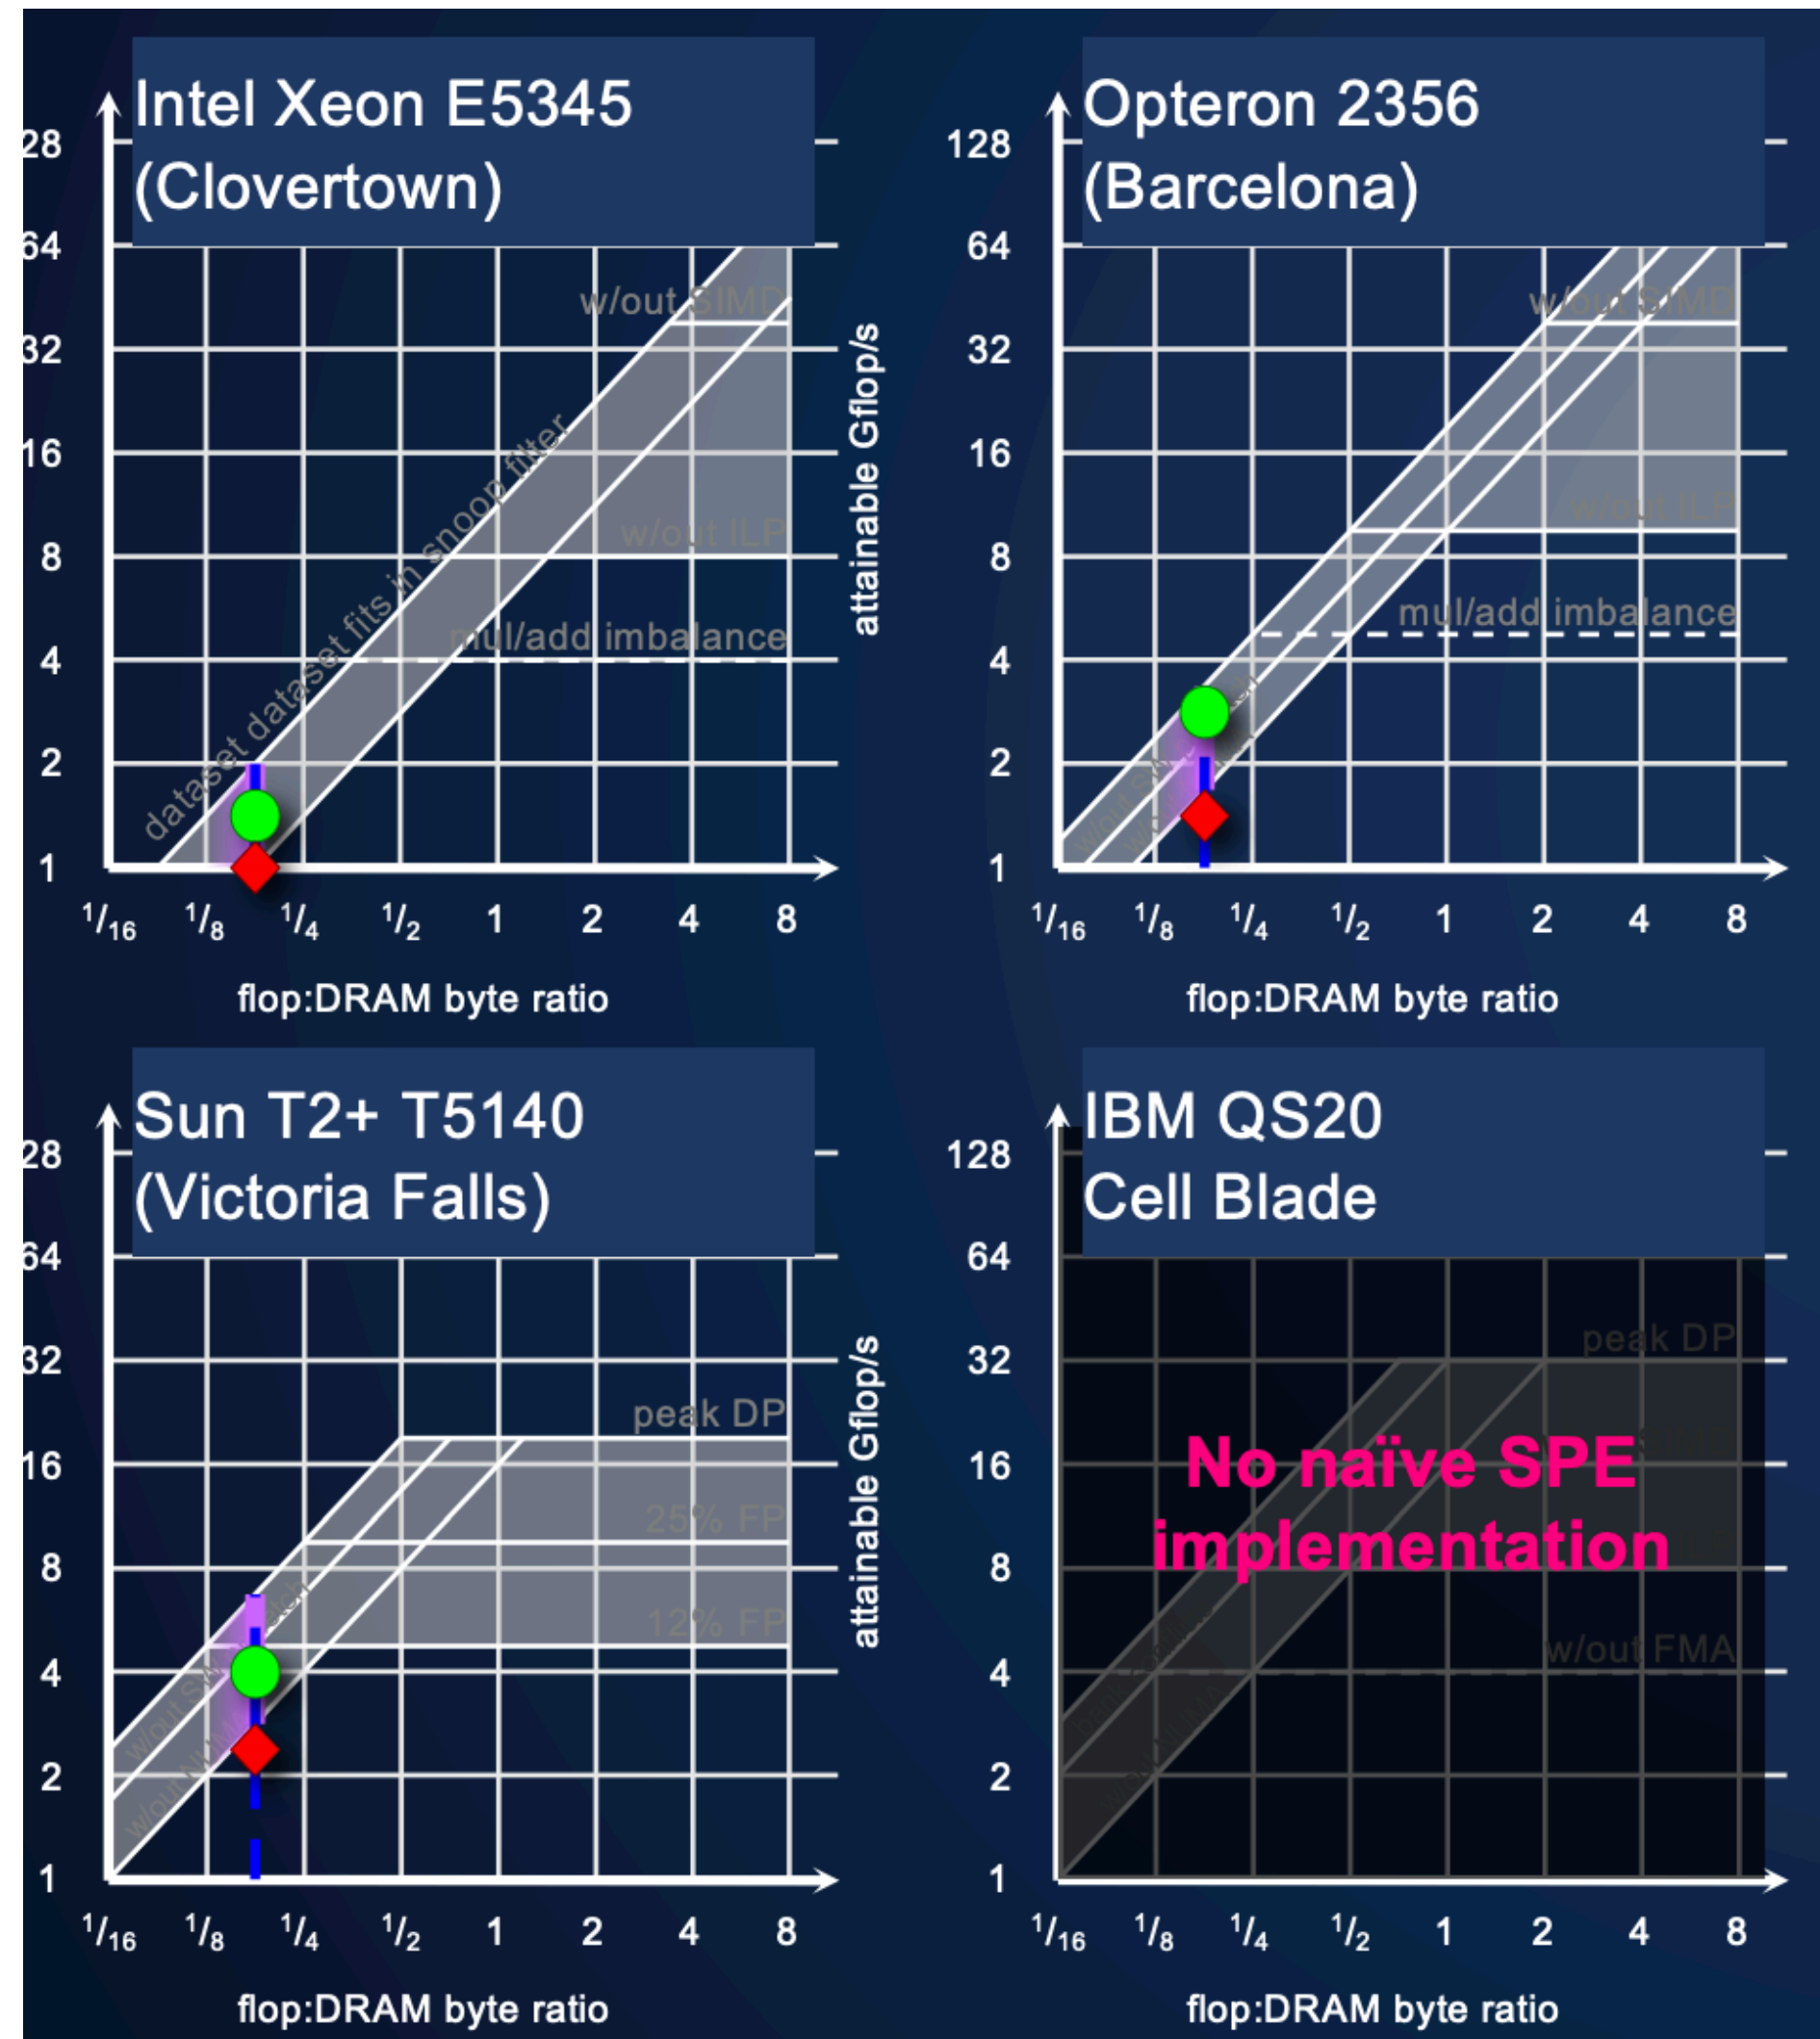 Intel Xeon E5345
(Clovertown)
28
64
32
16
8
4
2
1
w/out SIMD
w/out ILP
mul/add imbalance
dataset dataset fits in snoop filter
1/16 1/8 1/4 1/2 1 2 4 8
flop:DRAM byte ratio
Opteron 2356
(Barcelona)
attainable Gflop/s
128
64
32
16
8
4
2
1
w/out SIMD
w/out ILP
mul/add imbalance
1/16 1/8 1/4 1/2 1 2 4 8
flop:DRAM byte ratio
Sun T2+ T5140
(Victoria Falls)
28
64
32
16
8
4
2
1
peak DP
25% FP
12% FP
w/out
w/out NUMA
1/16 1/8 1/4 1/2 1 2 4 8
flop:DRAM byte ratio
IBM QS20
Cell Blade
attainable Gflop/s
128
64
32
16
8
4
2
1
peak DP
No naïve SPE
implementation
w/out FMA
1/16 1/8 1/4 1/2 1 2 4 8
flop:DRAM byte ratio